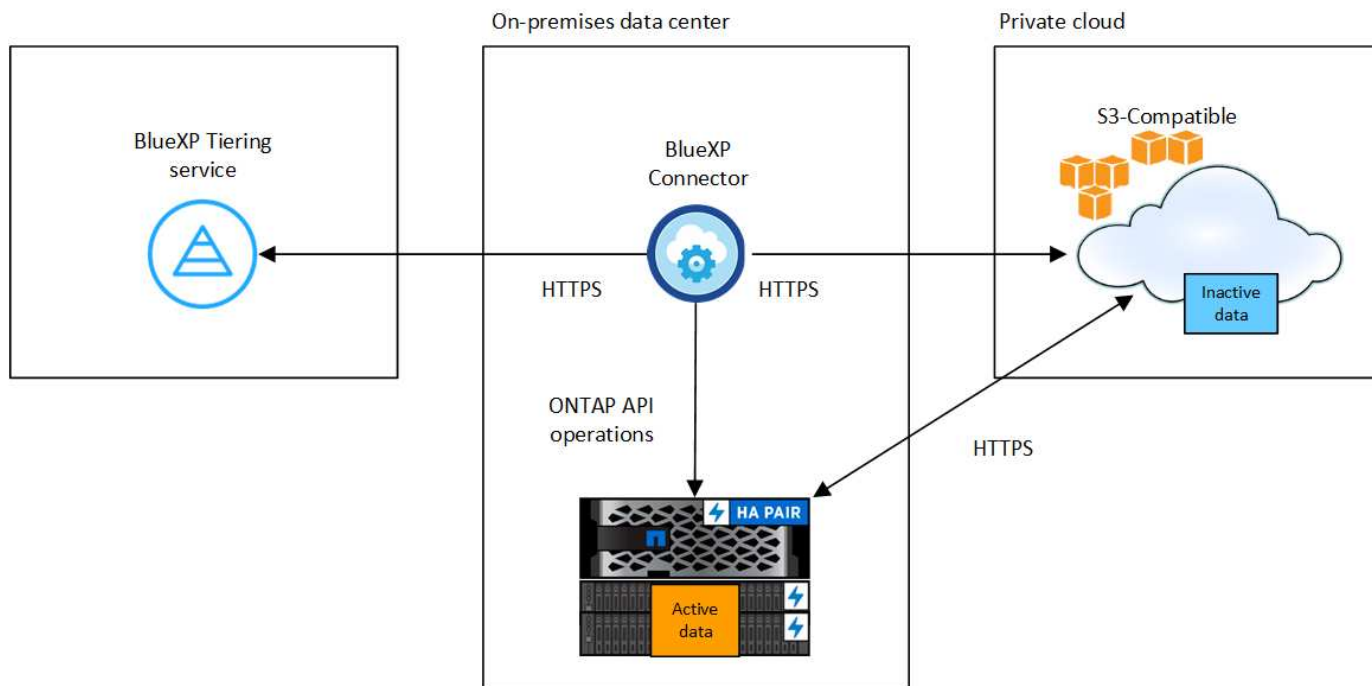 On-premises data center
Private cloud
BlueXP Tiering
service
BlueXP
Connector
S3-Compatible
HTTPS
HTTPS
Inactive
data
ONTAP API
operations
HTTPS
HA PAIR
Active
data